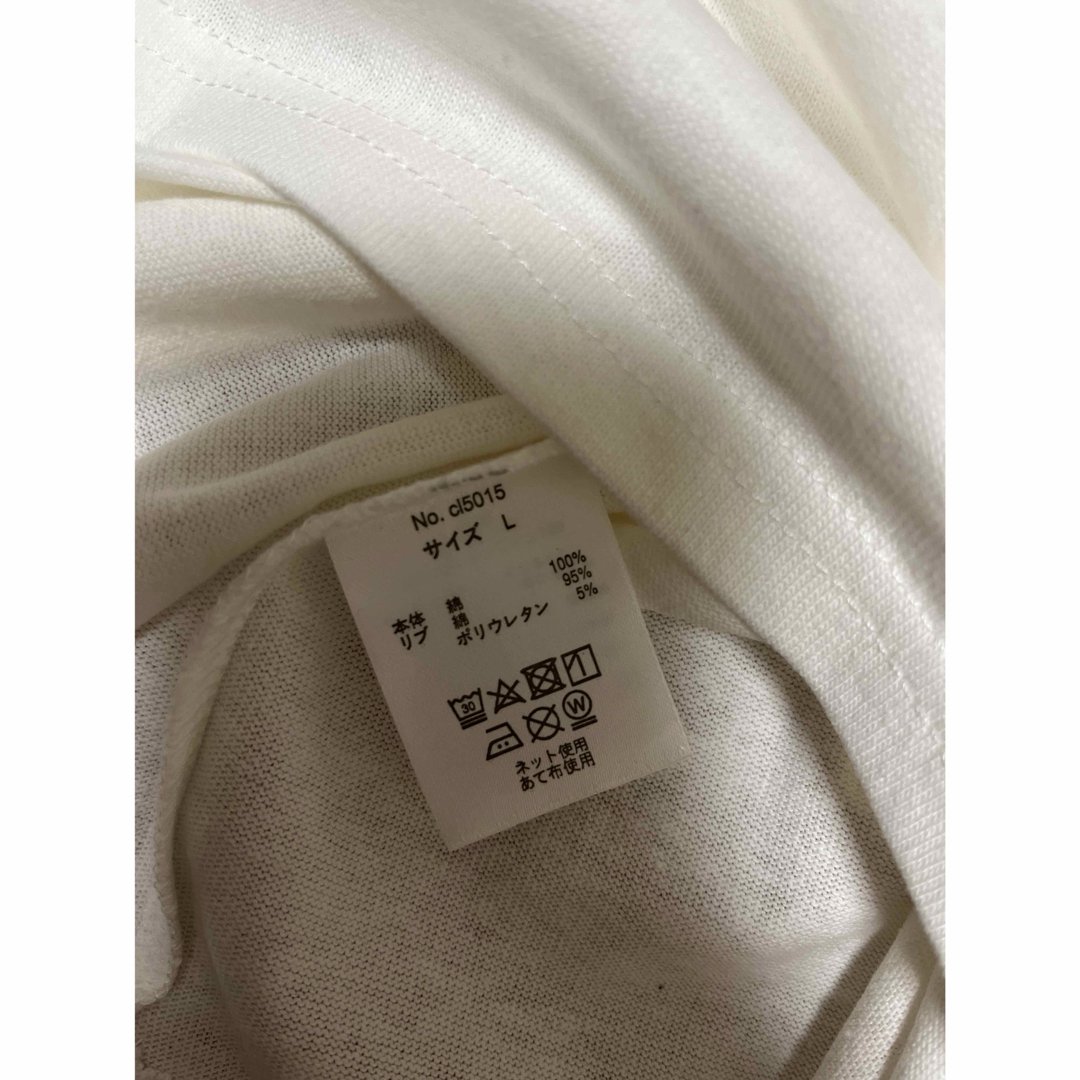 No. cl5015
サイズ L
本体 綿 100%
リブ 綿 95%
ポリウレタン 5%
30
W
ネット使用
あて布使用